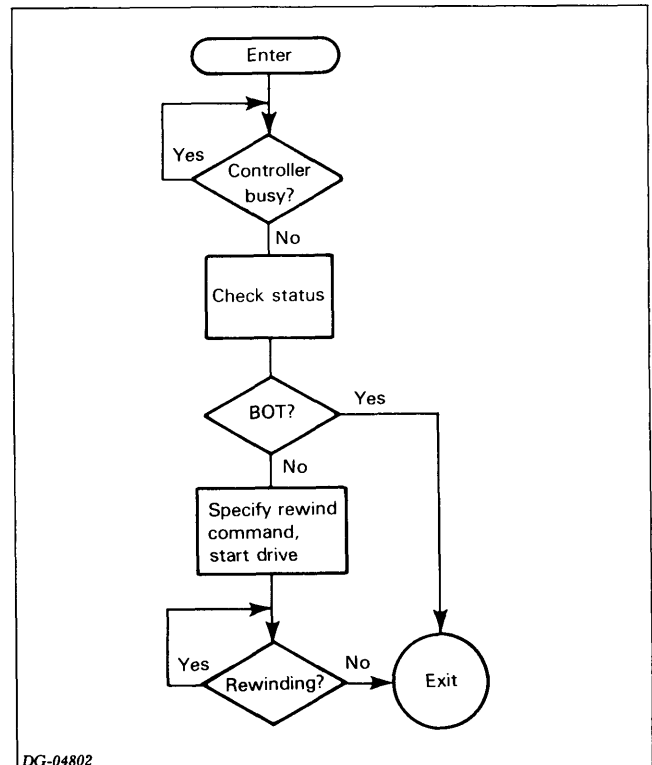 Enter
Yes
Controller
busy?
No
Check status
BOT?
Yes
No
Specify rewind
command,
start drive
Yes
Rewinding?
No
Exit
DG-04802